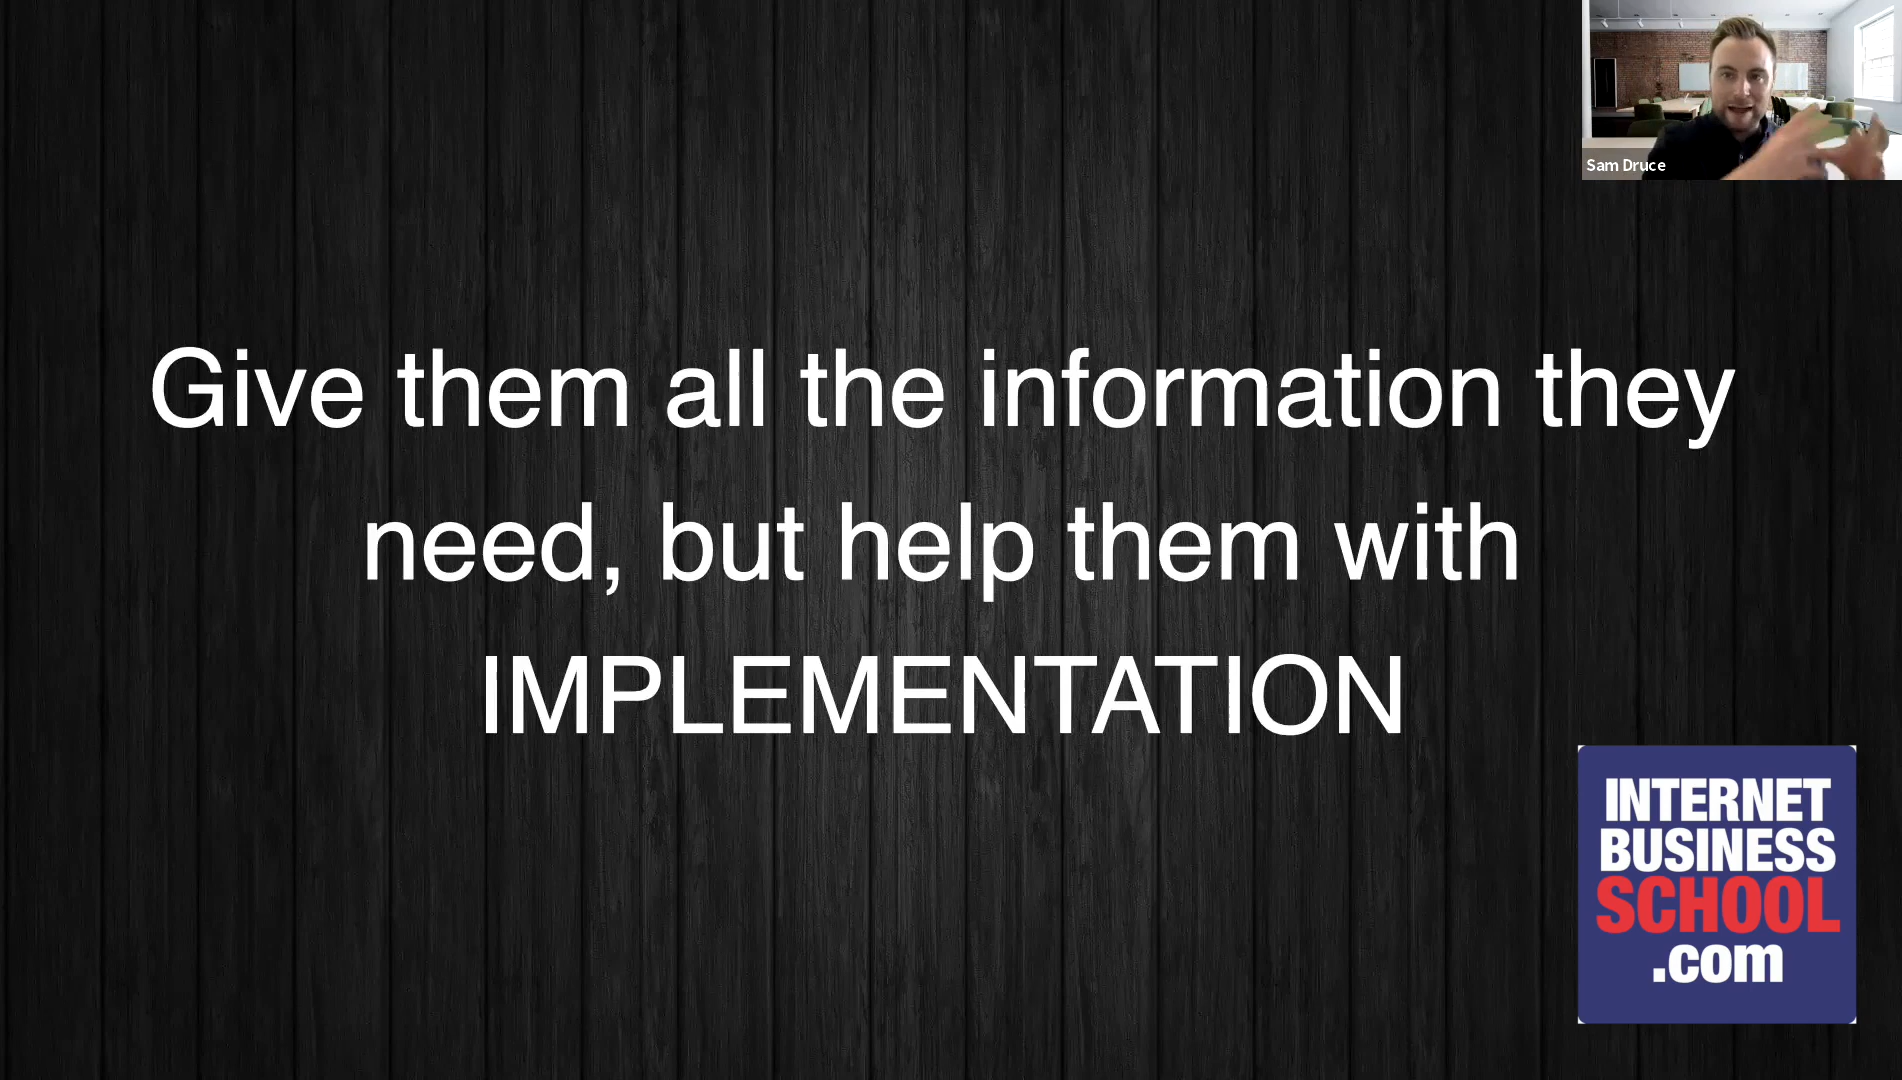 Sam Druce
Give them all the information they
need, but help them with
IMPLEMENTATION
INTERNET
BUSINESS
SCHOOL
.com